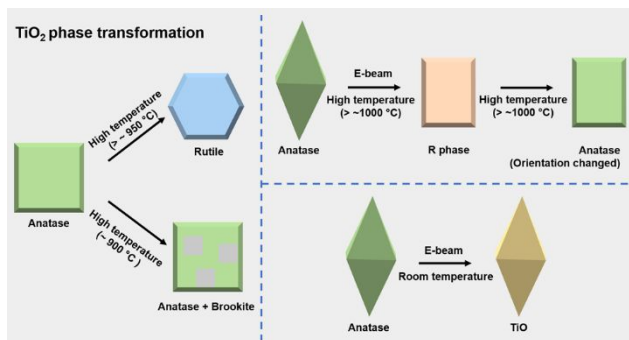 TiO₂ phase transformation
High temperature
(> ~ 950 °C)
Rutile
Anatase
High temperature
(~ 900 °C)
Anatase + Brookite
E-beam
High temperature
(> ~1000 °C)
High temperature
(> ~1000 °C)
Anatase
R phase
Anatase
(Orientation changed)
E-beam
Room temperature
Anatase
TiO